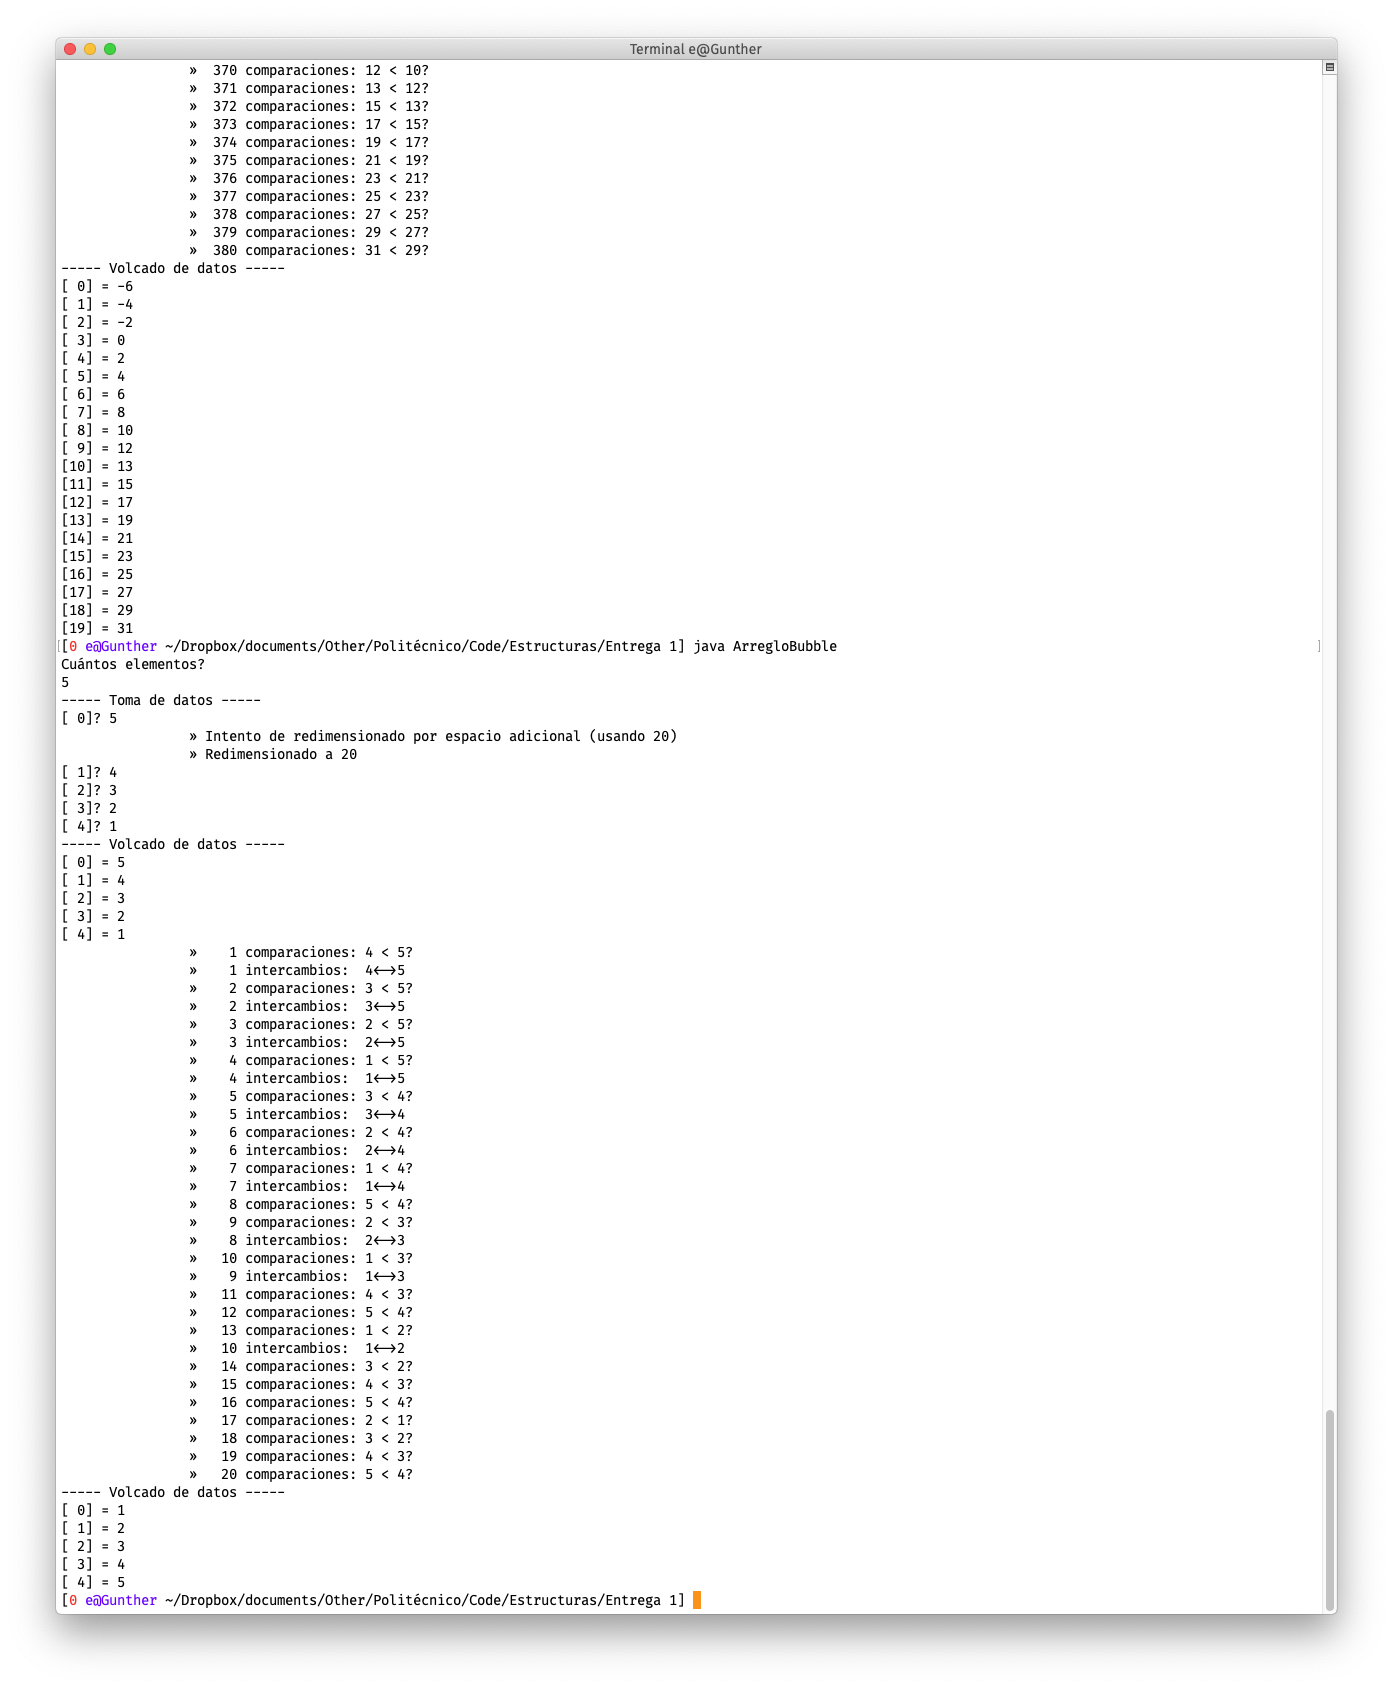 Terminal e@Gunther
» 370 comparaciones: 12 < 10?
» 371 comparaciones: 13 < 12?
» 372 comparaciones: 15 < 13?
» 373 comparaciones: 17 < 15?
» 374 comparaciones: 19 < 17?
» 375 comparaciones: 21 < 19?
» 376 comparaciones: 23 < 21?
» 377 comparaciones: 25 < 23?
» 378 comparaciones: 27 < 25?
» 379 comparaciones: 29 < 27?
» 380 comparaciones: 31 < 29?
----- Volcado de datos -----
[ 0] = -6
[ 1] = -4
[ 2] = -2
[ 3] = 0
[ 4] = 2
[ 5] = 4
[ 6] = 6
[ 7] = 8
[ 8] = 10
[ 9] = 12
[10] = 13
[11] = 15
[12] = 17
[13] = 19
[14] = 21
[15] = 23
[16] = 25
[17] = 27
[18] = 29
[19] = 31
[0 e@Gunther ~/Dropbox/documents/Other/Politécnico/Code/Estructuras/Entrega 1] java ArregloBubble
Cuántos elementos?
5
----- Toma de datos -----
[ 0]? 5
» Intento de redimensionado por espacio adicional (usando 20)
» Redimensionado a 20
[ 1]? 4
[ 2]? 3
[ 3]? 2
[ 4]? 1
----- Volcado de datos -----
[ 0] = 5
[ 1] = 4
[ 2] = 3
[ 3] = 2
[ 4] = 1
» 1 comparaciones: 4 < 5?
» 1 intercambios: 4<->5
» 2 comparaciones: 3 < 5?
» 2 intercambios: 3<->5
» 3 comparaciones: 2 < 5?
» 3 intercambios: 2<->5
» 4 comparaciones: 1 < 5?
» 4 intercambios: 1<->5
» 5 comparaciones: 3 < 4?
» 5 intercambios: 3<->4
» 6 comparaciones: 2 < 4?
» 6 intercambios: 2<->4
» 7 comparaciones: 1 < 4?
» 7 intercambios: 1<->4
» 8 comparaciones: 5 < 4?
» 9 comparaciones: 2 < 3?
» 8 intercambios: 2<->3
» 10 comparaciones: 1 < 3?
» 9 intercambios: 1<->3
» 11 comparaciones: 4 < 3?
» 12 comparaciones: 5 < 4?
» 13 comparaciones: 1 < 2?
» 10 intercambios: 1<->2
» 14 comparaciones: 3 < 2?
» 15 comparaciones: 4 < 3?
» 16 comparaciones: 5 < 4?
» 17 comparaciones: 2 < 1?
» 18 comparaciones: 3 < 2?
» 19 comparaciones: 4 < 3?
» 20 comparaciones: 5 < 4?
----- Volcado de datos -----
[ 0] = 1
[ 1] = 2
[ 2] = 3
[ 3] = 4
[ 4] = 5
[0 e@Gunther ~/Dropbox/documents/Other/Politécnico/Code/Estructuras/Entrega 1]